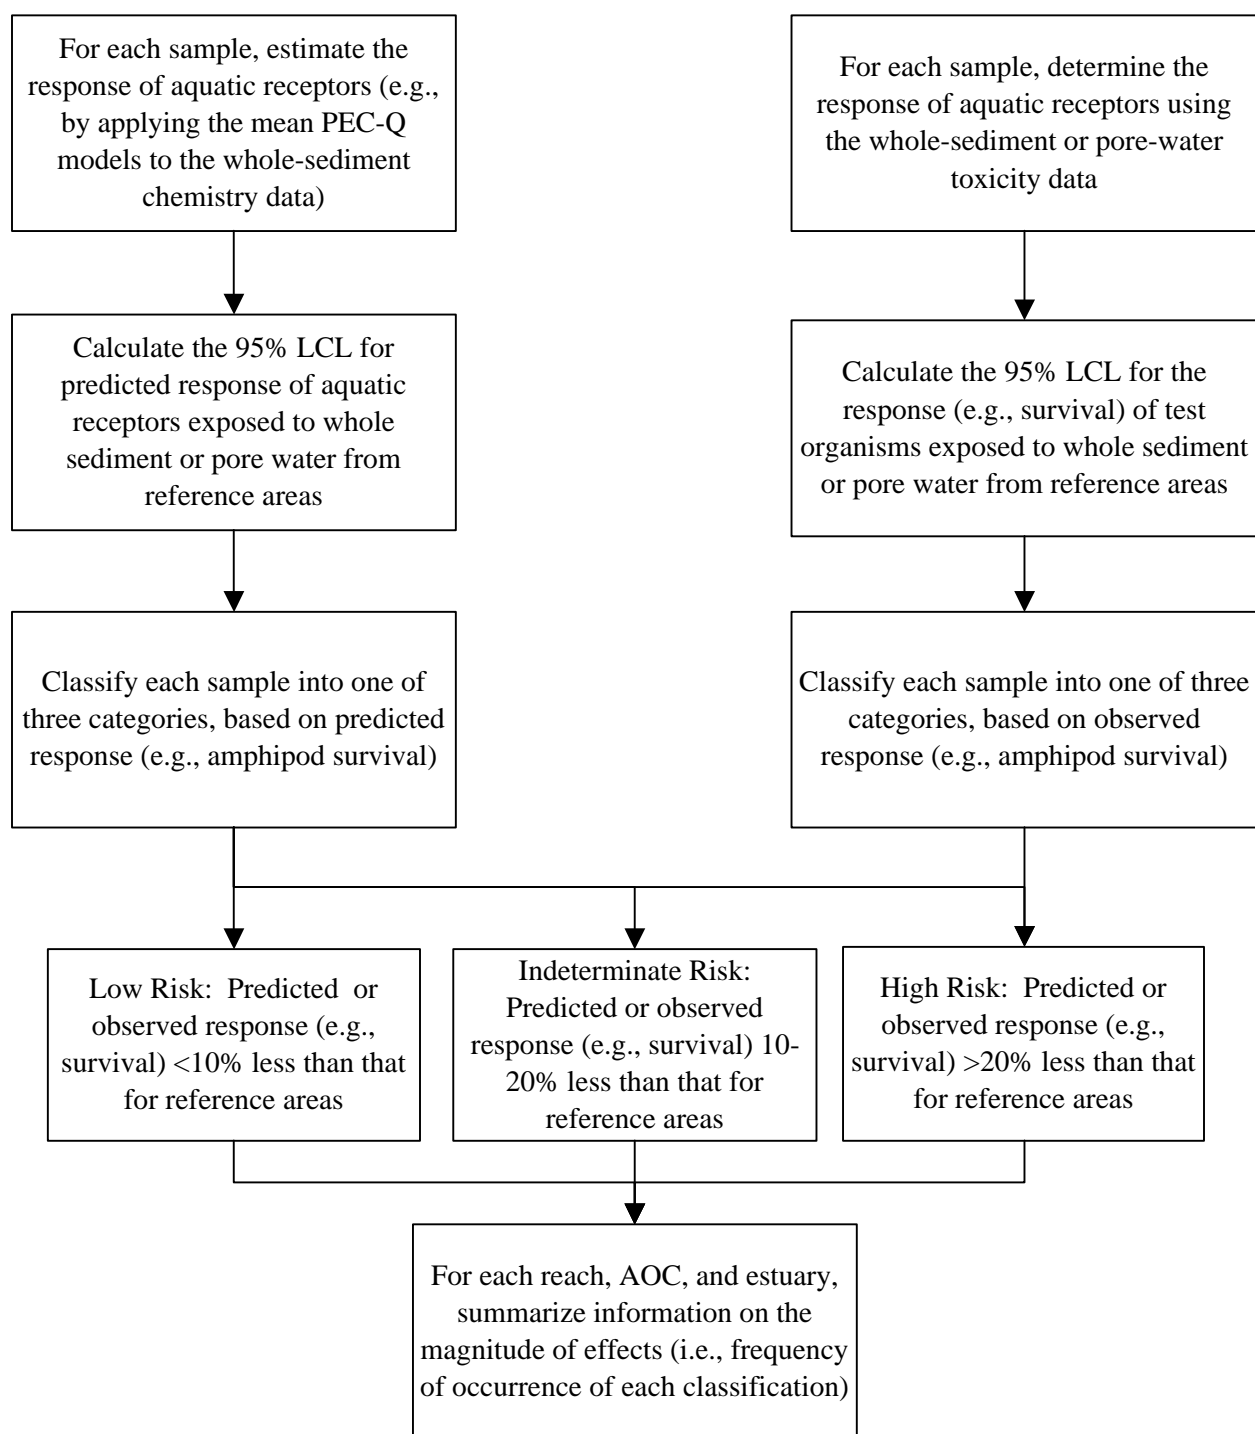 For each sample, estimate the
response of aquatic receptors (e.g.,
by applying the mean PEC-Q
models to the whole-sediment
chemistry data)
For each sample, determine the
response of aquatic receptors using
the whole-sediment or pore-water
toxicity data
Calculate the 95% LCL for
predicted response of aquatic
receptors exposed to whole
sediment or pore water from
reference areas
Calculate the 95% LCL for the
response (e.g., survival) of test
organisms exposed to whole sediment
or pore water from reference areas
Classify each sample into one of
three categories, based on predicted
response (e.g., amphipod survival)
Classify each sample into one of three
categories, based on observed
response (e.g., amphipod survival)
Low Risk: Predicted or
observed response (e.g.,
survival) <10% less than that
for reference areas
Indeterminate Risk:
Predicted or observed
response (e.g., survival) 10-
20% less than that for
reference areas
High Risk: Predicted or
observed response (e.g.,
survival) >20% less than that
for reference areas
For each reach, AOC, and estuary,
summarize information on the
magnitude of effects (i.e., frequency
of occurrence of each classification)